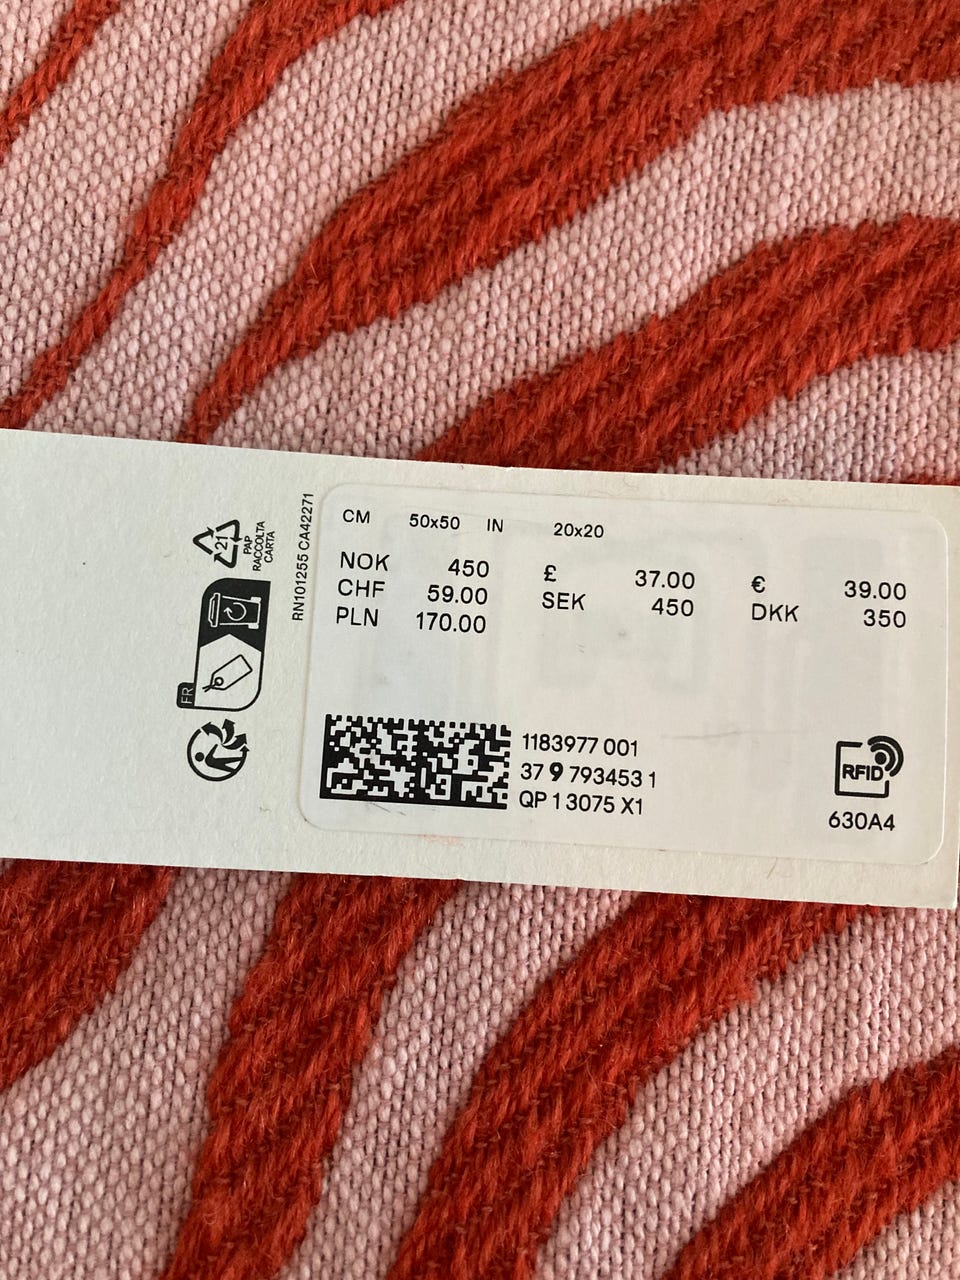 21
PAP
RACCOLTA
CARTA
FR
RN101255 CA42271
CM 50x50 IN 20x20
NOK 450 £ 37.00 € 39.00
CHF 59.00 SEK 450 DKK 350
PLN 170.00
1183977 001
37 9 793453 1
QP 1 3075 X1
RFID
630A4